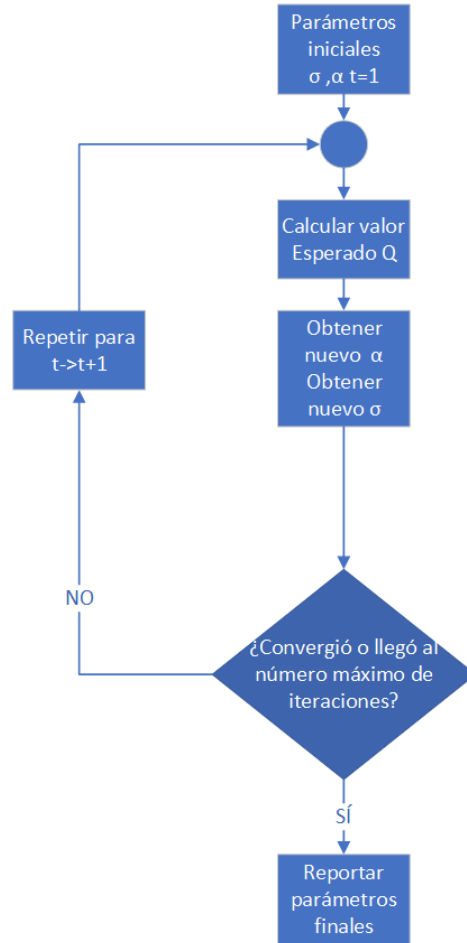 Parámetros
iniciales
σ ,α t=1
Calcular valor
Esperado Q
Obtener
nuevo α
Obtener
nuevo σ
Repetir para
t->t+1
NO
¿Convergió o llegó al
número máximo de
iteraciones?
SÍ
Reportar
parámetros
finales